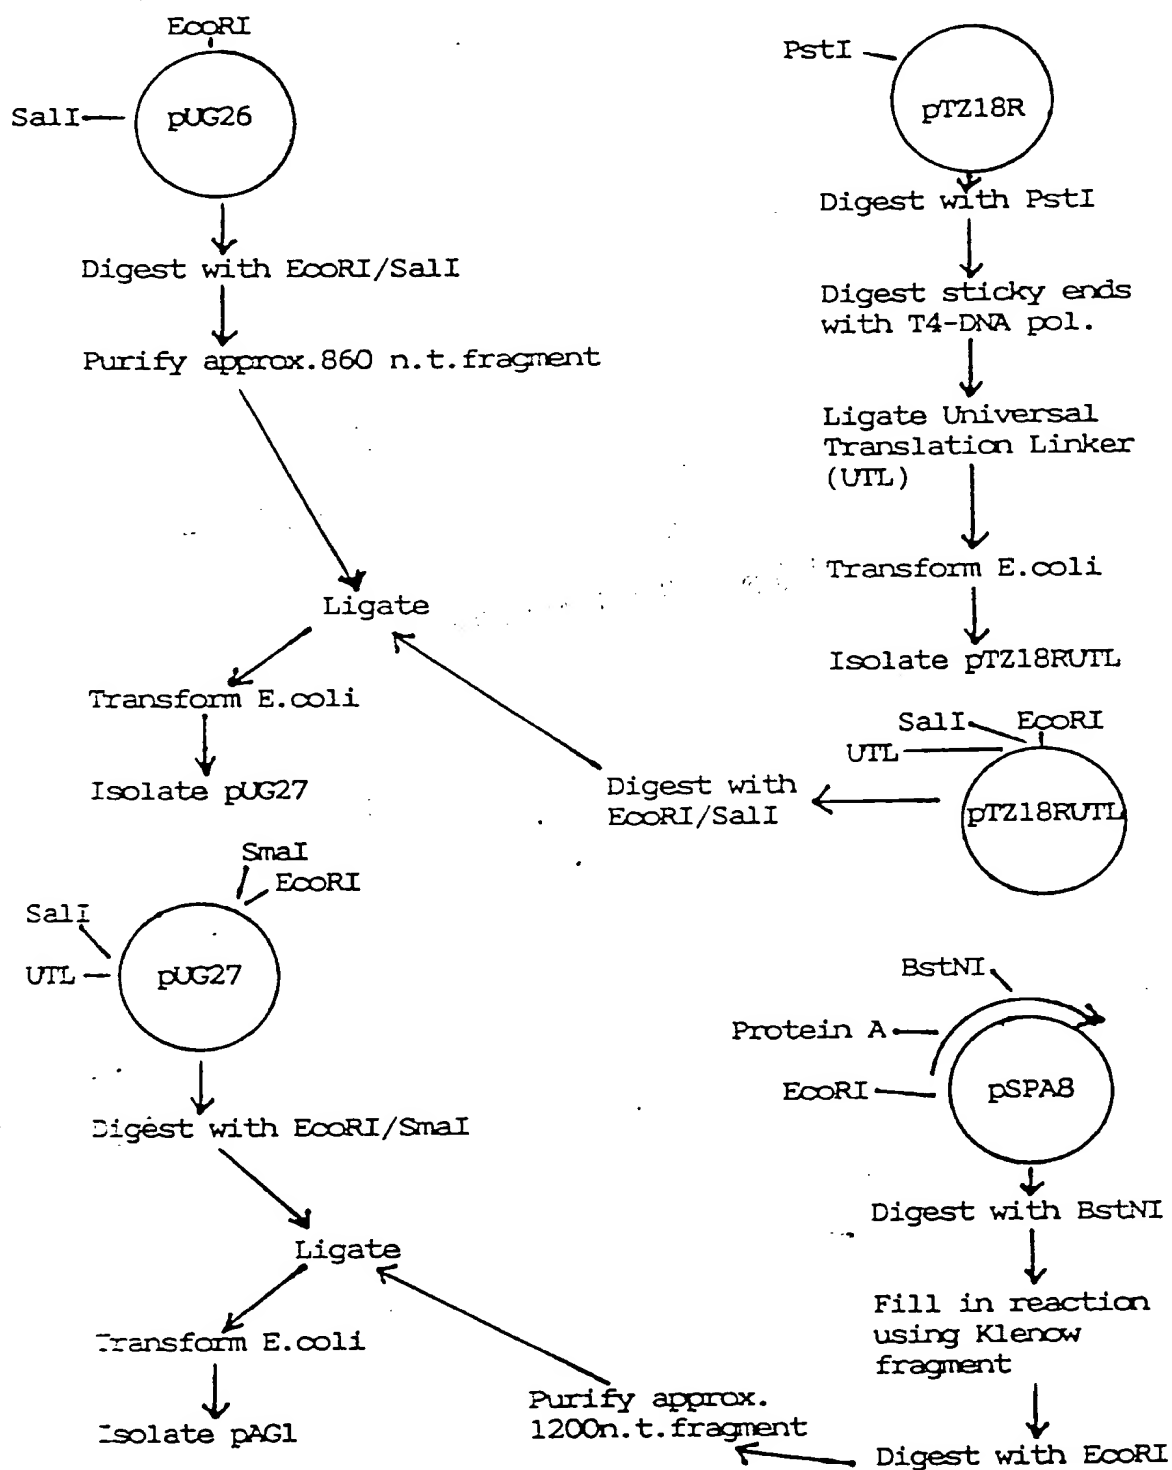 EcoRI
SalI
pUG26
Digest with EcoRI/SalI
Purify approx.860 n.t.fragment
PstI
pTZ18R
Digest with PstI
Digest sticky ends
with T4-DNA pol.
Ligate Universal
Translation Linker
(UTL)
Transform E.coli
Isolate pTZ18RUTL
SalI
EcoRI
UTL
pTZ18RUTL
Digest with
EcoRI/SalI
Ligate
Transform E.coli
Isolate pUG27
SmaI
EcoRI
SalI
UTL
pUG27
Digest with EcoRI/SmaI
BstNI
Protein A
EcoRI
pSPA8
Digest with BstNI
Fill in reaction
using Klenow
fragment
Digest with EcoRI
Purify approx.
1200n.t.fragment
Ligate
Transform E.coli
Isolate pAG1